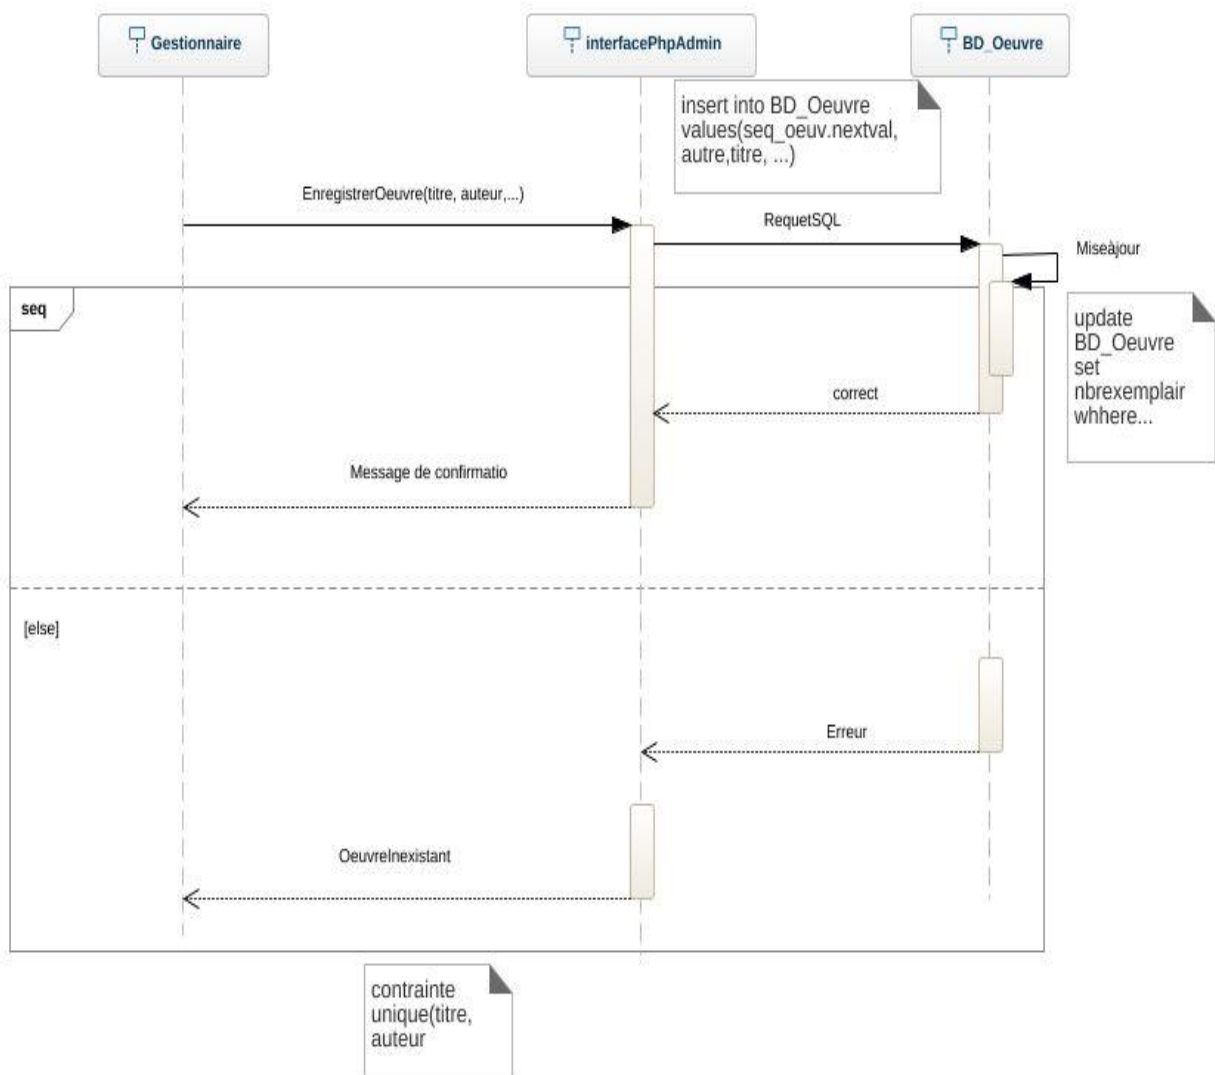 Gestionnaire
interfacePhpAdmin
BD_Oeuvre
insert into BD_Oeuvre
values(seq_oeuv.nextval,
autre,titre, ...)
EnregistrerOeuvre(titre, auteur,...)
RequetSQL
Miseàjour
seq
update
BD_Oeuvre
set
nbrexemplair
whhere...
correct
Message de confirmatio
[else]
Erreur
OeuvreInexistant
contrainte
unique(titre,
auteur